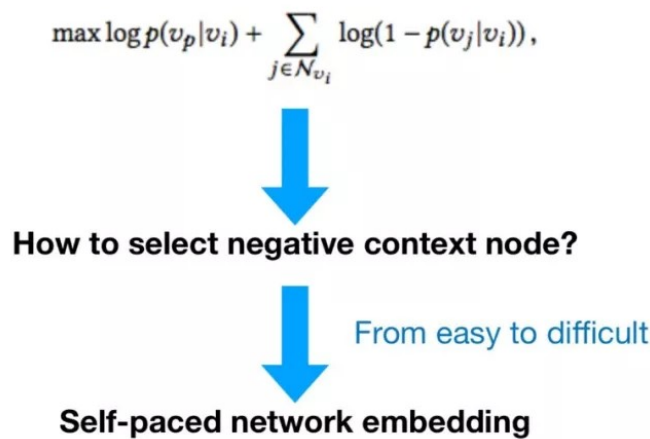 max log p(v_p|v_i) + ∑_{j∈N_{v_i}} log(1 − p(v_j|v_i)),
How to select negative context node?
From easy to difficult
Self-paced network embedding